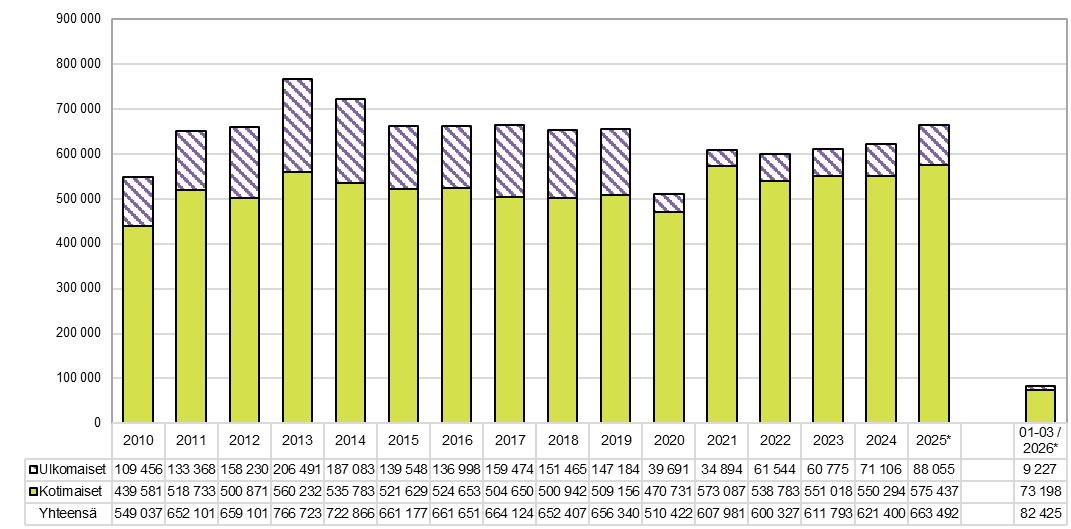 900 000
800 000
700 000
600 000
500 000
400 000
300 000
200 000
100 000
0
2010 2011 2012 2013 2014 2015 2016 2017 2018 2019 2020 2021 2022 2023 2024 2025* 01-03 / 2026*
Ulkomaiset 109 456 133 368 158 230 206 491 187 083 139 548 136 998 159 474 151 465 147 184 39 691 34 894 61 544 60 775 71 106 88 055 9 227
Kotimaiset 439 581 518 733 500 871 560 232 535 783 521 629 524 653 504 650 500 942 509 156 470 731 573 087 538 783 551 018 550 294 575 437 73 198
Yhteensä 549 037 652 101 659 101 766 723 722 866 661 177 661 651 664 124 652 407 656 340 510 422 607 981 600 327 611 793 621 400 663 492 82 425